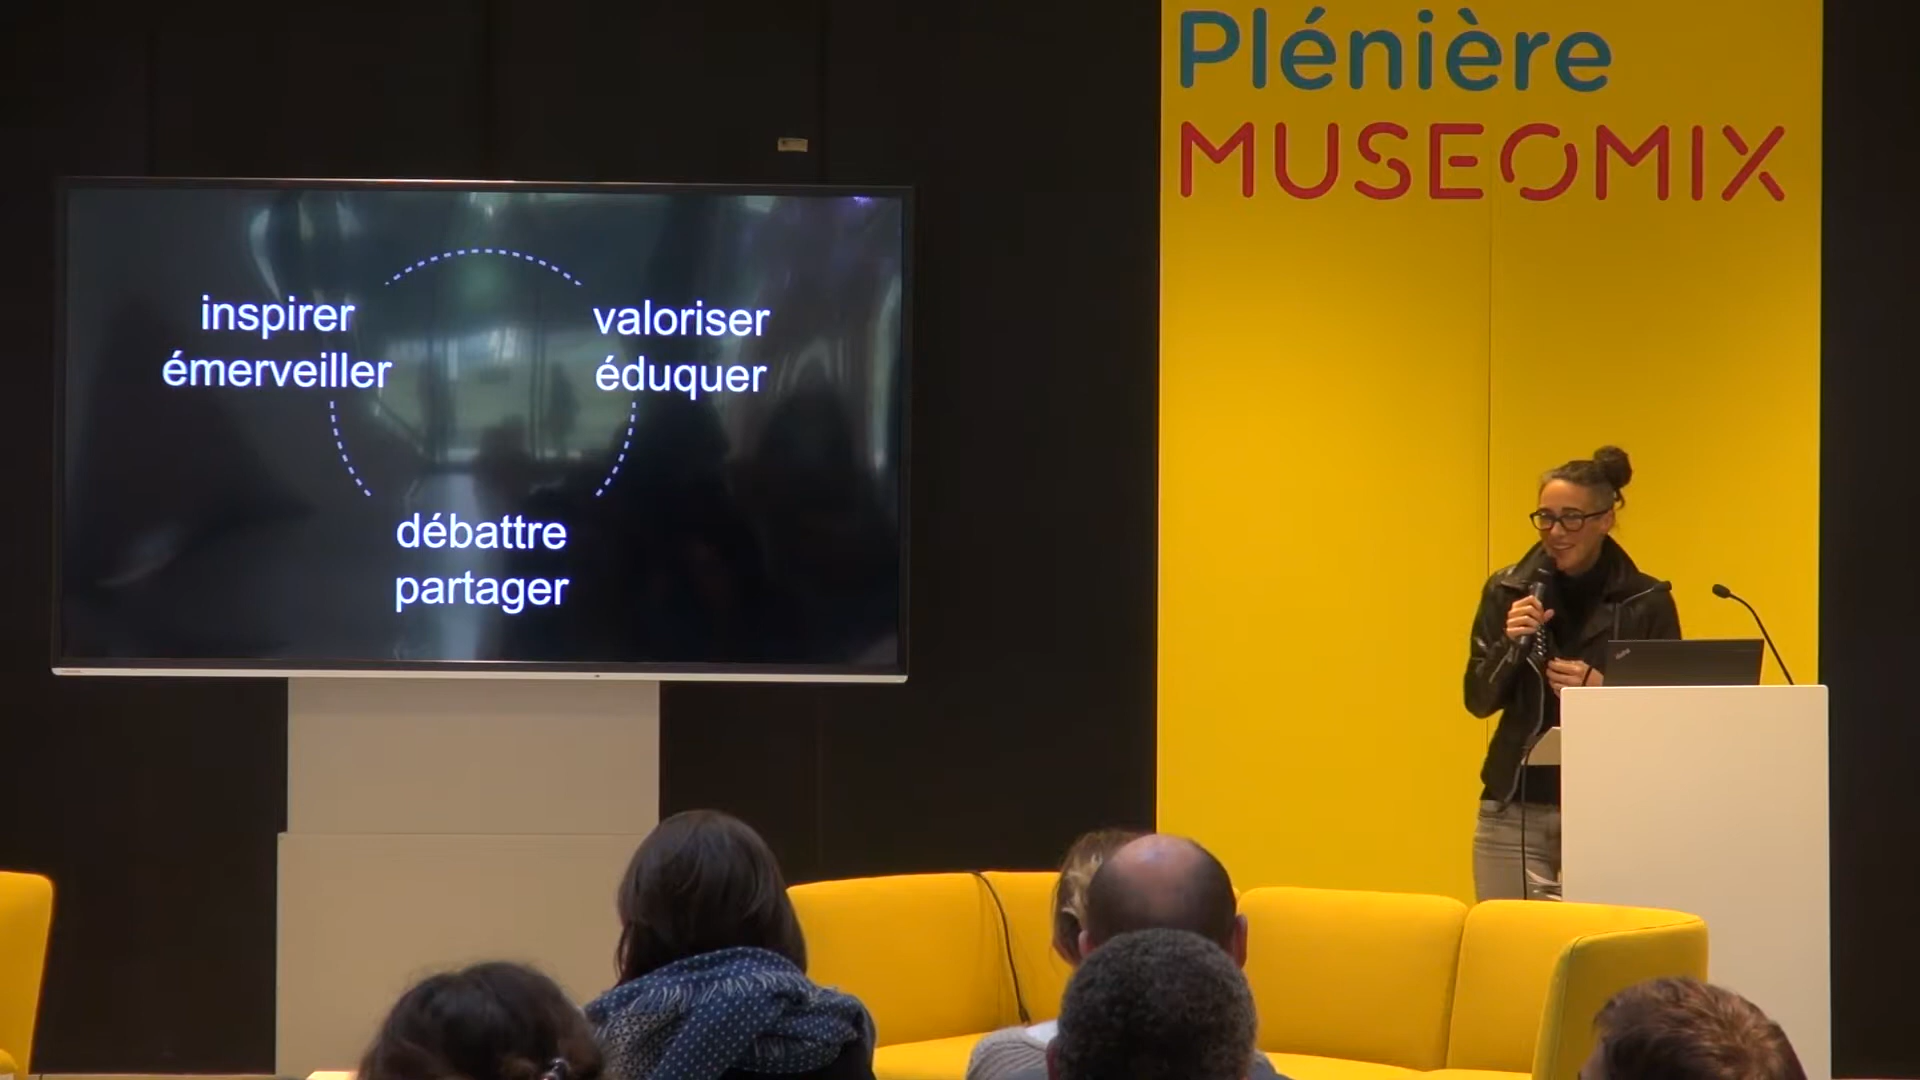 Plénière
MUSEOMIX
inspirer
émerveiller
valoriser
éduquer
débattre
partager